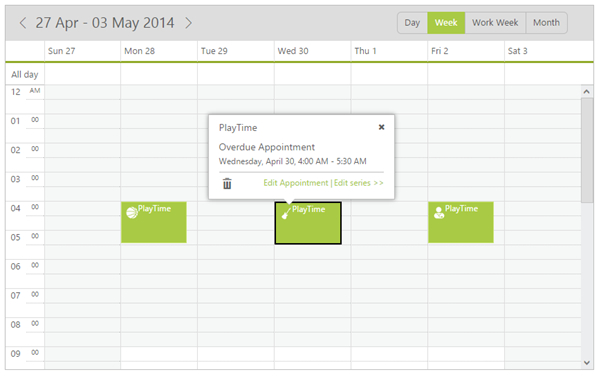 27 Apr - 03 May 2014
Day Week Work Week Month
Sun 27 Mon 28 Tue 29 Wed 30 Thu 1 Fri 2 Sat 3
All day
12 AM
01 00
02 00
03 00
04 00
05 00
06 00
07 00
08 00
09 00
PlayTime
Overdue Appointment
Wednesday, April 30, 4:00 AM - 5:30 AM
Edit Appointment | Edit series >>
PlayTime PlayTime PlayTime